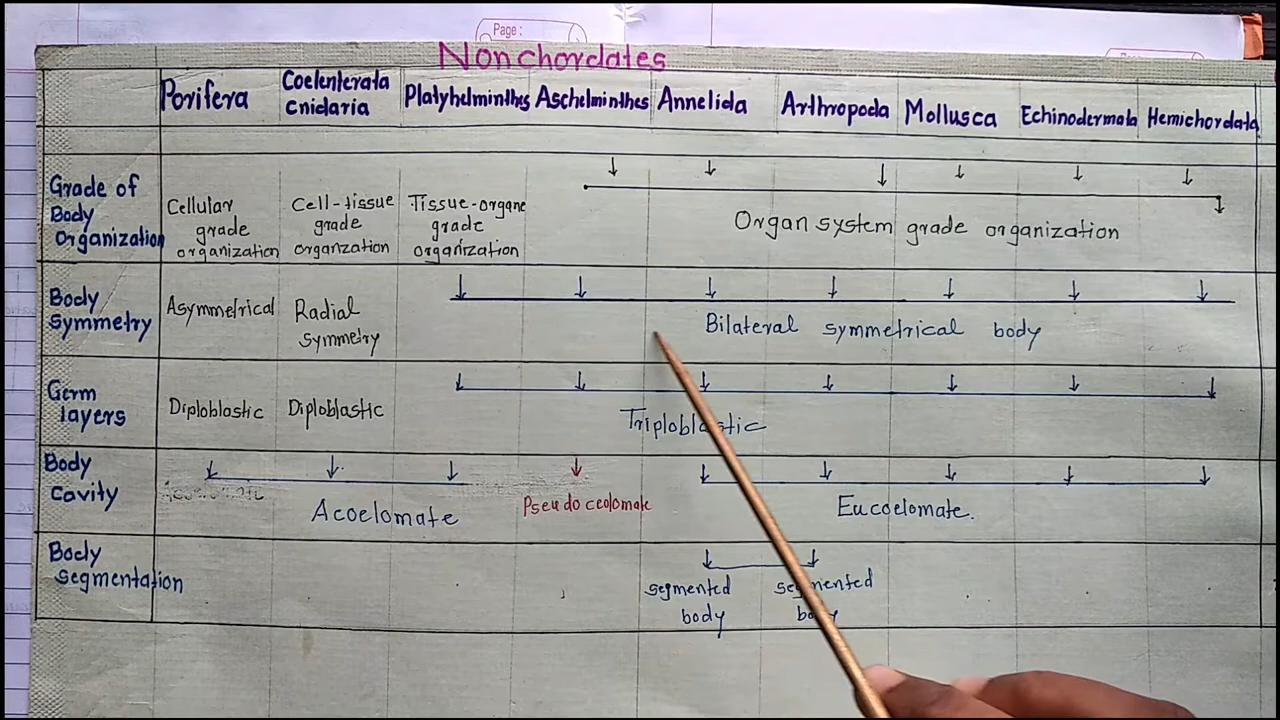 Page :
Nonchordates
Porifera
Coelenterata
cnidaria
Platyhelminthes
Aschelminthes
Annelida
Arthropoda
Mollusca
Echinodermata
Hemichordata
Grade of
Body
Organization
Cellular
grade
organization
Cell-tissue
grade
organzation
Tissue-organe
grade
organization
Organ system grade organization
Body
Symmetry
Asymmetrical
Radial
symmetry
Bilateral symmetrical body
Germ
layers
Diploblastic
Diploblastic
Triploblastic
Body
Cavity
Acoelomate
Pseudo ceolomate
Eucoelomate.
Body
segmentation
segmented
body
segmented
body